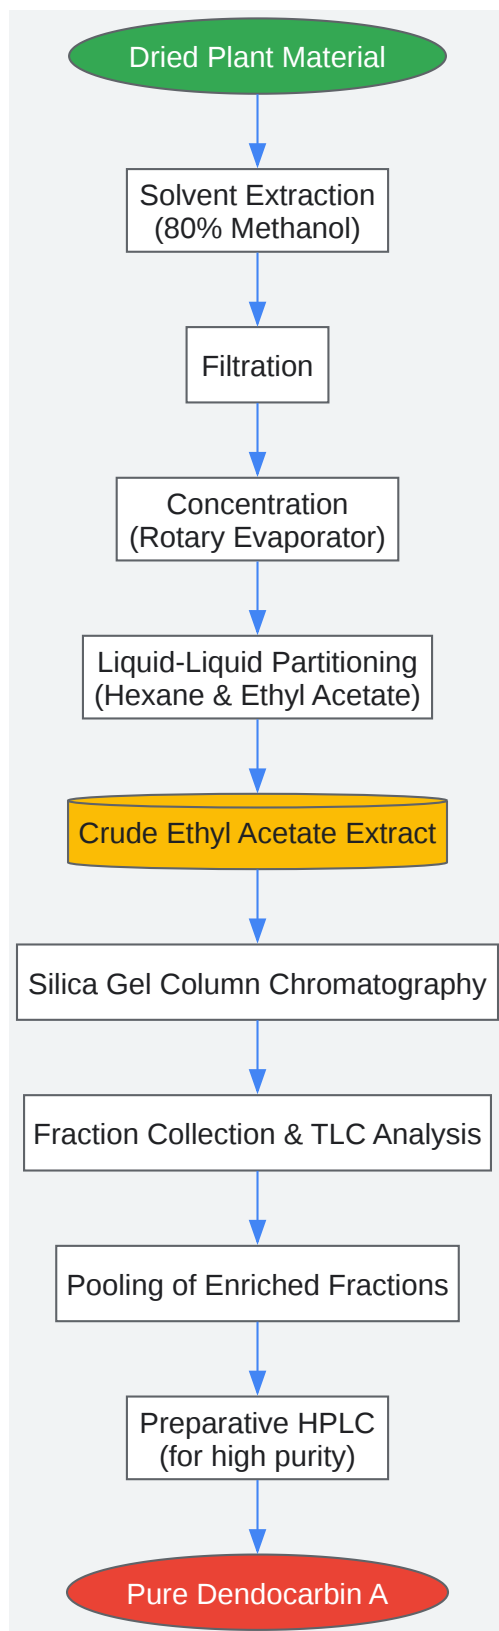 Dried Plant Material
Solvent Extraction
(80% Methanol)
Filtration
Concentration
(Rotary Evaporator)
Liquid-Liquid Partitioning
(Hexane & Ethyl Acetate)
Crude Ethyl Acetate Extract
Silica Gel Column Chromatography
Fraction Collection & TLC Analysis
Pooling of Enriched Fractions
Preparative HPLC
(for high purity)
Pure Dendocarbin A